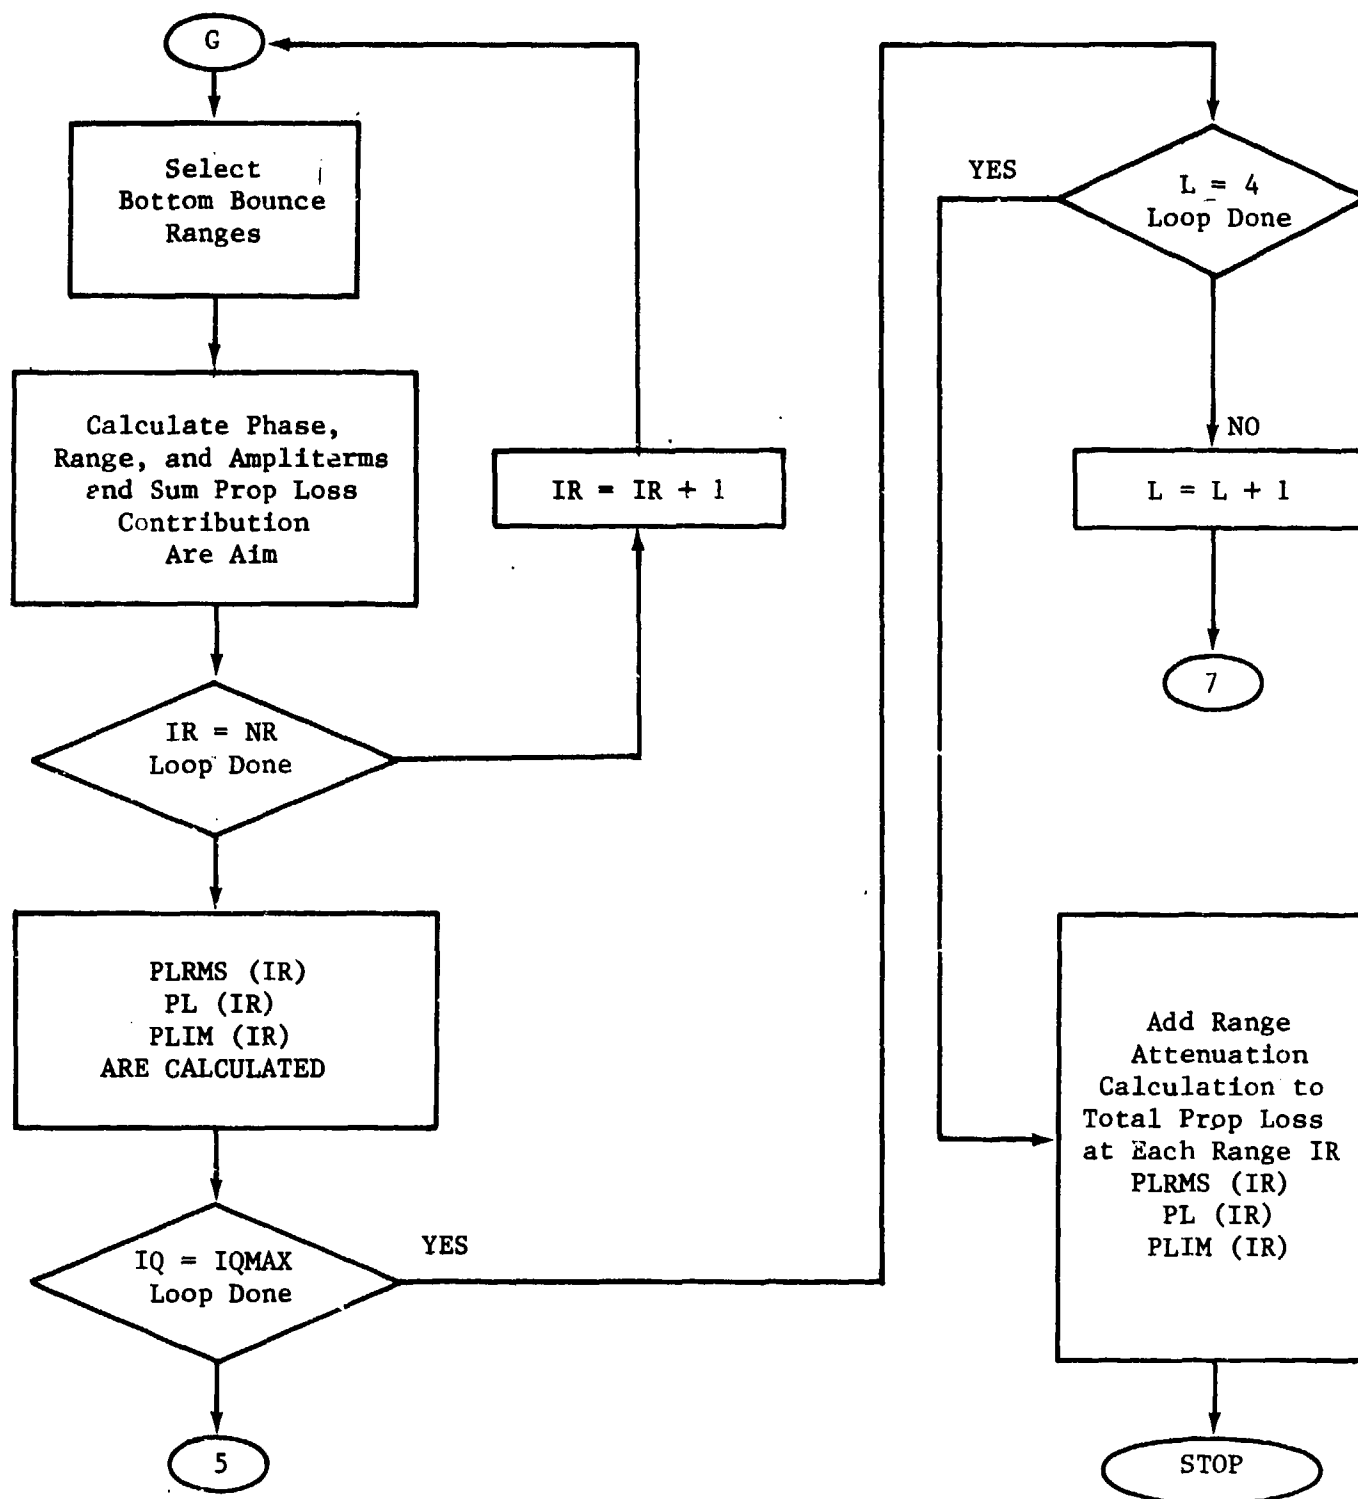 G
Select
Bottom Bounce
Ranges
Calculate Phase,
Range, and Ampliterms
and Sum Prop Loss
Contribution
Are Aim
IR = IR + 1
IR = NR
Loop Done
PLRMS (IR)
PL (IR)
PLIM (IR)
ARE CALCULATED
IQ = IQMAX
Loop Done
YES
5
YES
L = 4
Loop Done
NO
L = L + 1
7
Add Range
Attenuation
Calculation to
Total Prop Loss
at Each Range IR
PLRMS (IR)
PL (IR)
PLIM (IR)
STOP